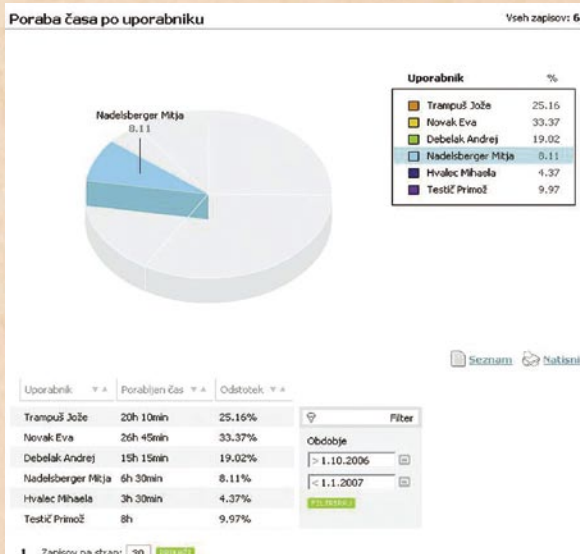 Poraba časa po uporabniku
Vseh zapisov: 6
Uporabnik %
Trampuš Jože 25.16
Novak Eva 33.37
Debelak Andrej 19.02
Nadelsberger Mitja 8.11
Hvalec Mihaela 4.37
Testič Primož 9.97
Nadelsberger Mitja
8.11
Seznam Natisni
Uporabnik Porabljen čas Odstotek
Trampuš Jože 20h 10min 25.16%
Novak Eva 26h 45min 33.37%
Debelak Andrej 15h 15min 19.02%
Nadelsberger Mitja 6h 30min 8.11%
Hvalec Mihaela 3h 30min 4.37%
Testič Primož 8h 9.97%
Filter
Obdobje
> 1.10.2006
< 1.1.2007
FILTRIRAJ
1 Zapisov na stran: 30